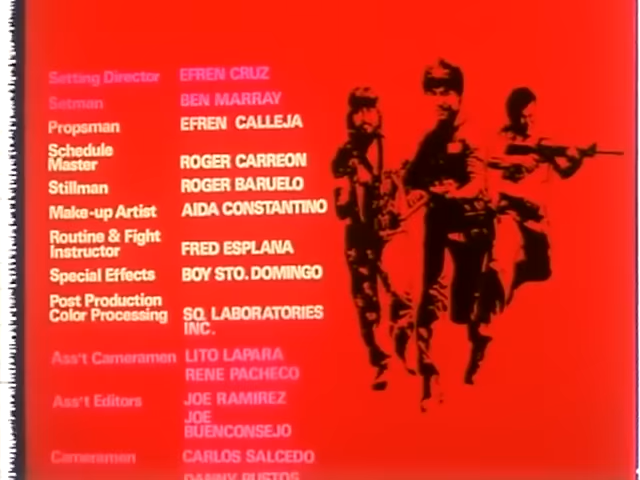 Setting Director EFREN CRUZ
Setman BEN MARRAY
Propsman EFREN CALLEJA
Schedule
Master ROGER CARREON
Stillman ROGER BARUELO
Make-up Artist AIDA CONSTANTINO
Routine & Fight
Instructor FRED ESPLANA
Special Effects BOY STO. DOMINGO
Post Production
Color Processing SQ. LABORATORIES
INC.
Ass't Cameramen LITO LAPARA
RENE PACHECO
Ass't Editors JOE RAMIREZ
JOE
BUENCONSEJO
Cameramen CARLOS SALCEDO
DANNY BUSTOS